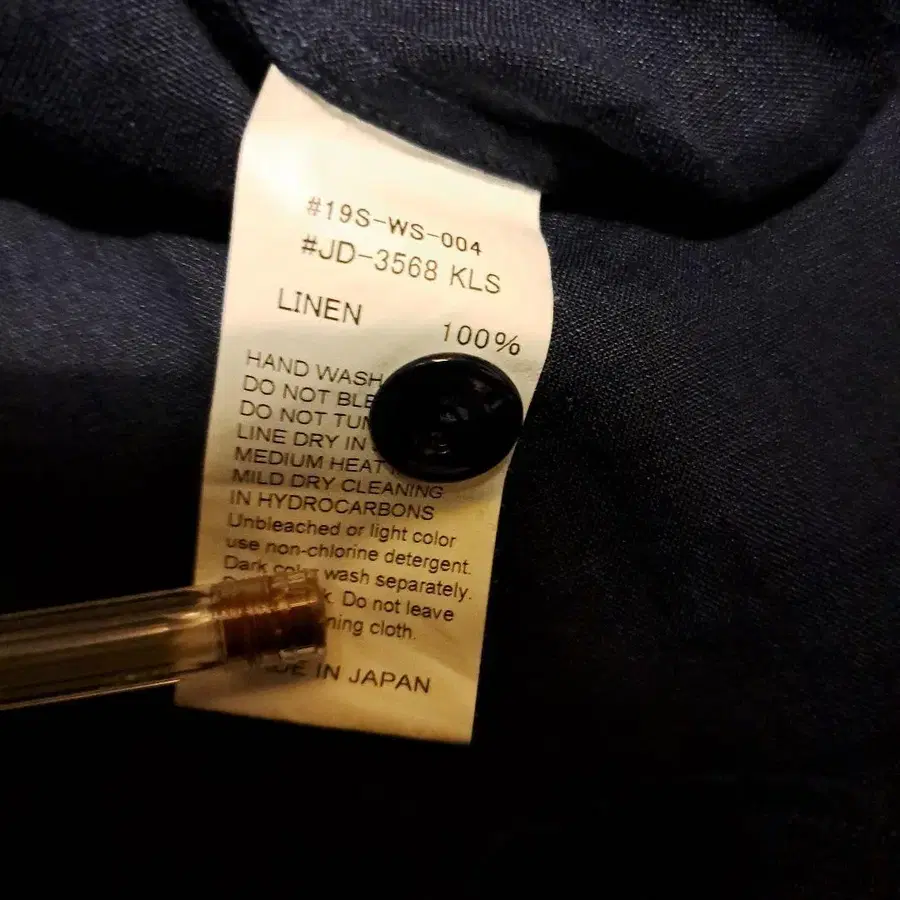 #19S-WS-004
#JD-3568 KLS
LINEN 100%
HAND WASH
DO NOT
DO NOT
LINE DRY IN
MEDIUM HEAT
MILD DRY CLEANING
IN HYDROCARBONS
Unbleached or light color
use non-chlorine detergent.
Dark wash separately.
Do not leave
cloth.
IN JAPAN